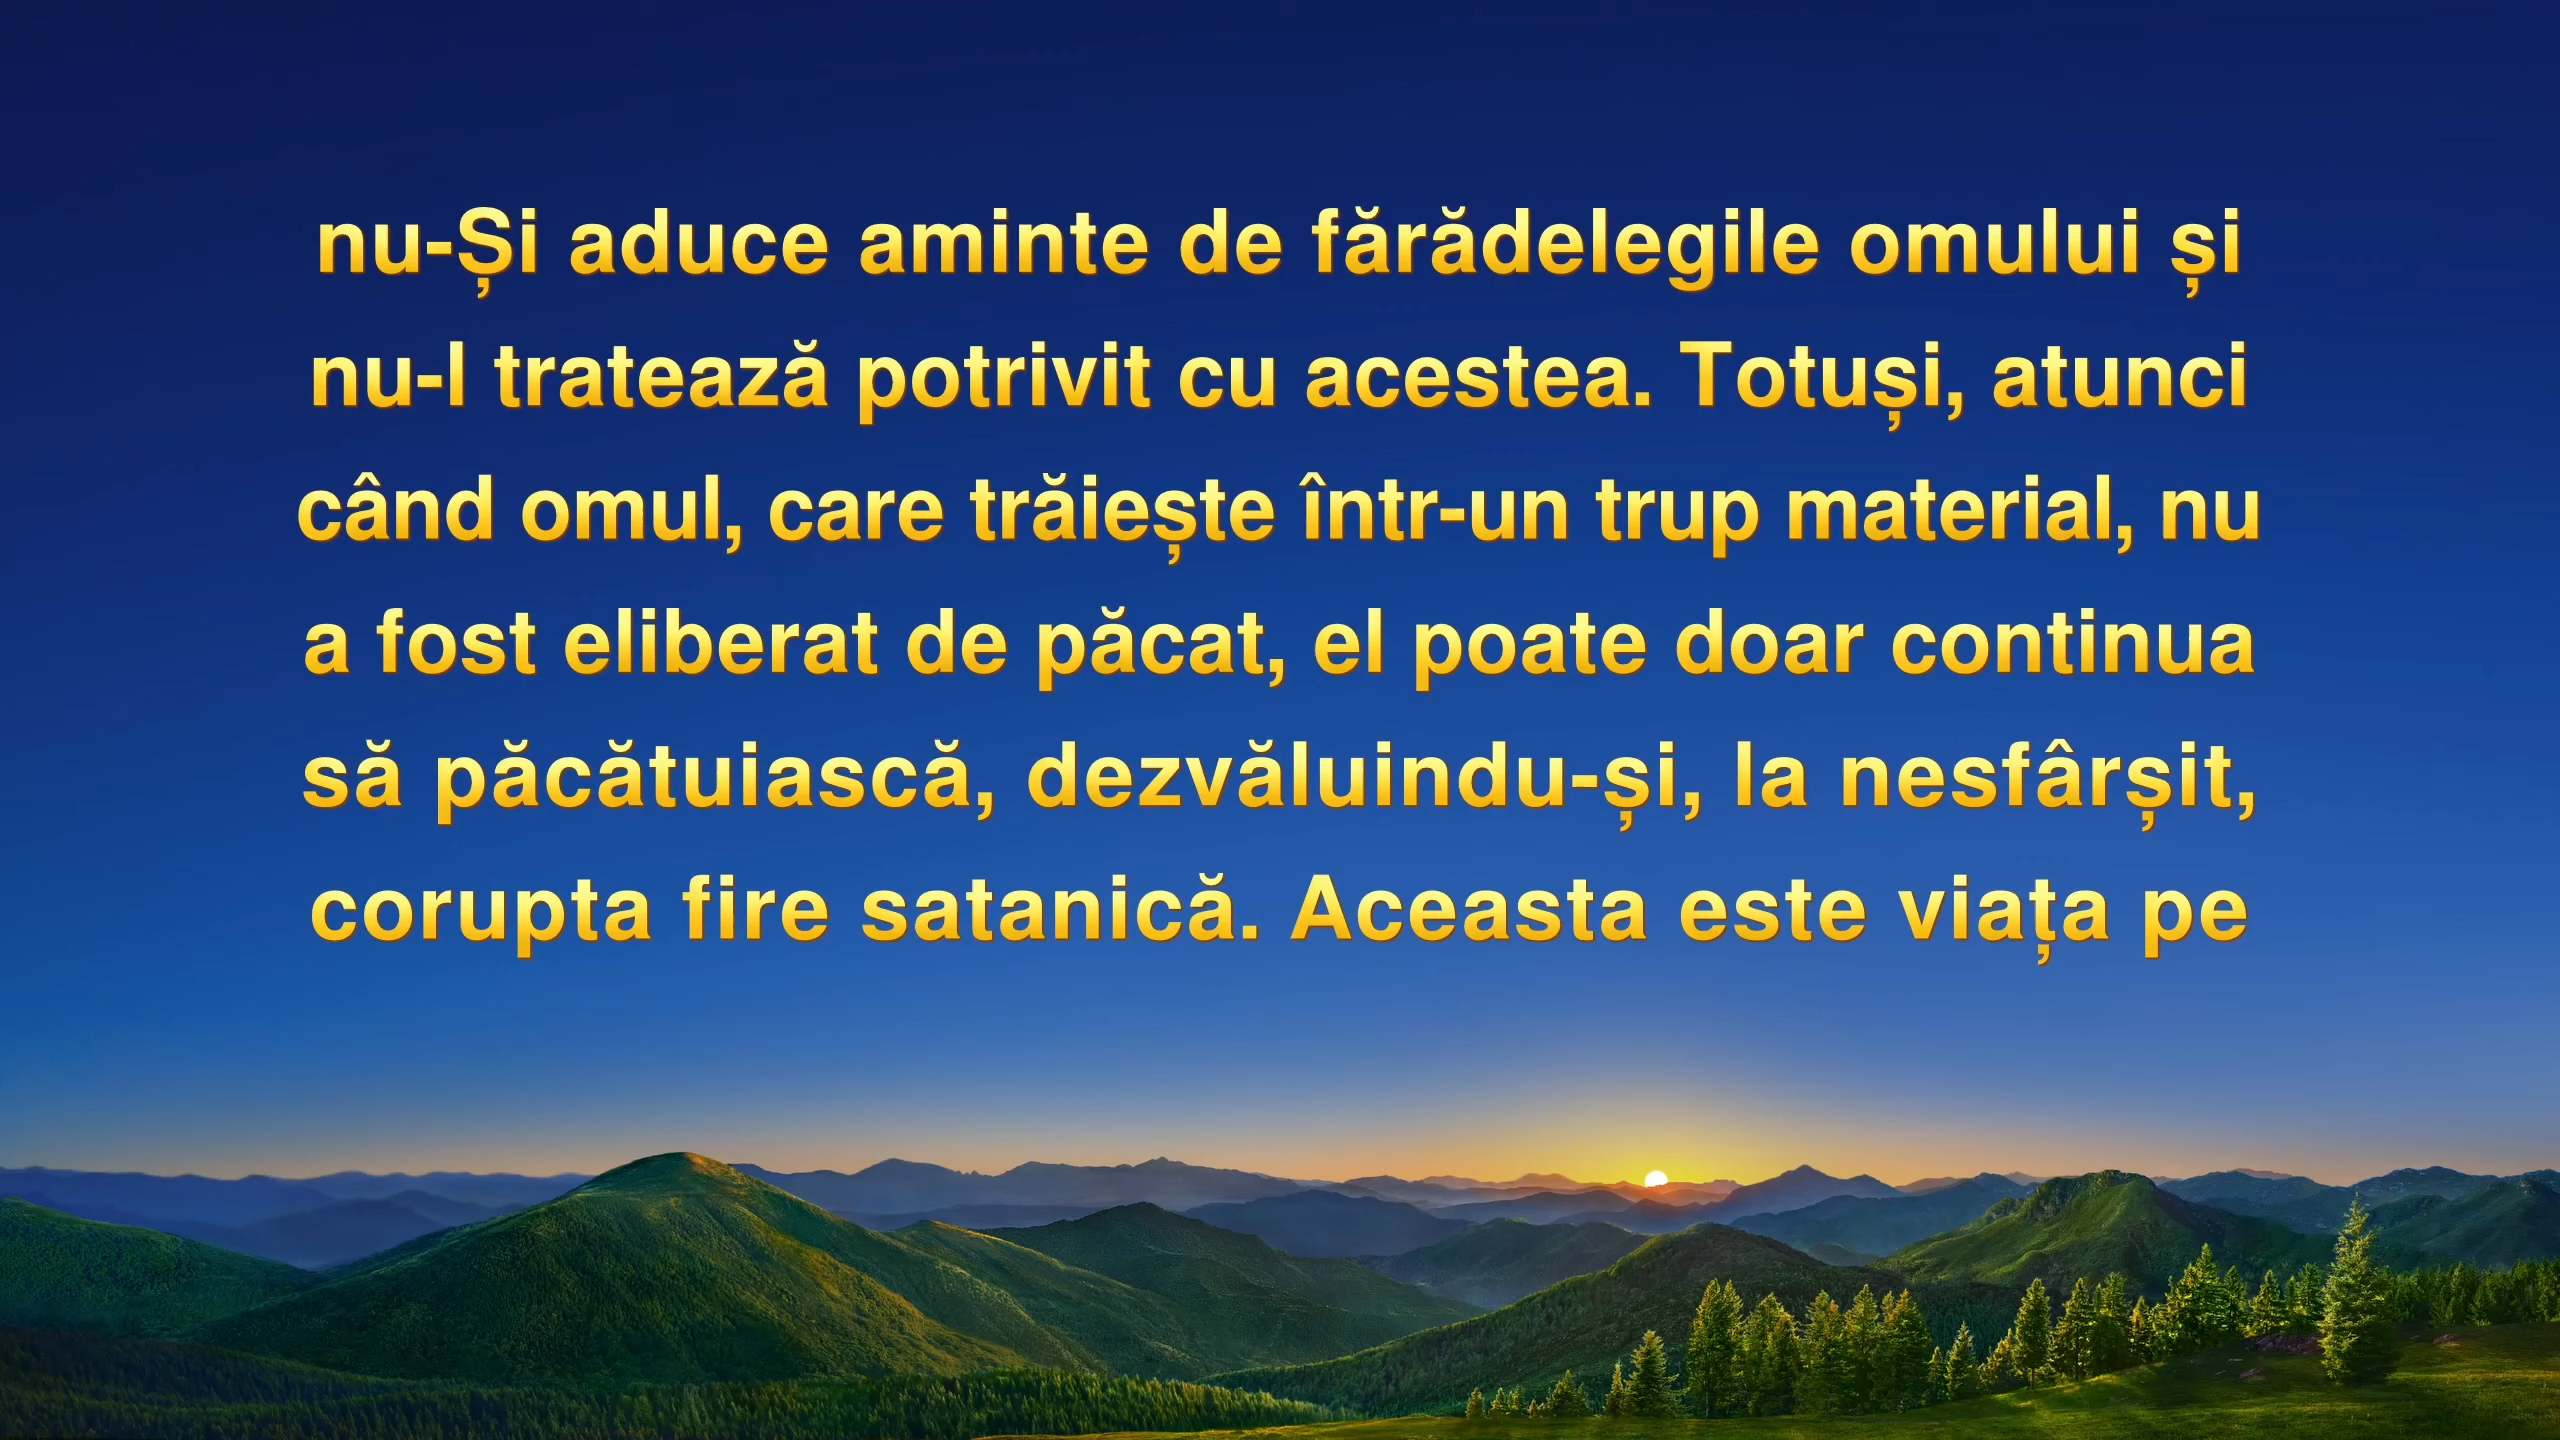 nu-Și aduce aminte de fărădelegile omului și
nu-l tratează potrivit cu acestea. Totuși, atunci
când omul, care trăiește într-un trup material, nu
a fost eliberat de păcat, el poate doar continua
să păcătuiască, dezvăluindu-și, la nesfârșit,
corupta fire satanică. Aceasta este viața pe